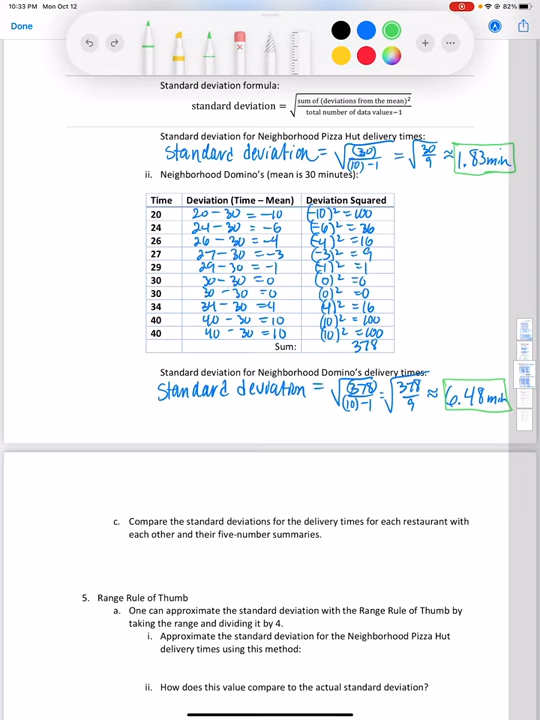 10:33 PM Mon Oct 12
82%
Done
Standard deviation formula:
standard deviation = √ sum of (deviations from the mean)² / total number of data values−1
Standard deviation for Neighborhood Pizza Hut delivery times:
Standard deviation = √(30)/(10)-1 = √30/9 ≈ 1.83 min
ii. Neighborhood Domino's (mean is 30 minutes):
Time Deviation (Time – Mean) Deviation Squared
20 20-30 = -10 (-10)² = 100
24 24-30 = -6 (-6)² = 36
26 26-30 = -4 (-4)² = 16
27 27-30 = -3 (-3)² = 9
29 29-30 = -1 (-1)² = 1
30 30-30 = 0 (0)² = 0
30 30-30 = 0 (0)² = 0
34 34-30 = 4 (4)² = 16
40 40-30 = 10 (10)² = 100
40 40-30 = 10 (10)² = 100
Sum: 378
Standard deviation for Neighborhood Domino's delivery times:
Standard deviation = √(378)/(10)-1 = √378/9 ≈ 6.48 min
c. Compare the standard deviations for the delivery times for each restaurant with
each other and their five-number summaries.
5. Range Rule of Thumb
a. One can approximate the standard deviation with the Range Rule of Thumb by
taking the range and dividing it by 4.
i. Approximate the standard deviation for the Neighborhood Pizza Hut
delivery times using this method:
ii. How does this value compare to the actual standard deviation?